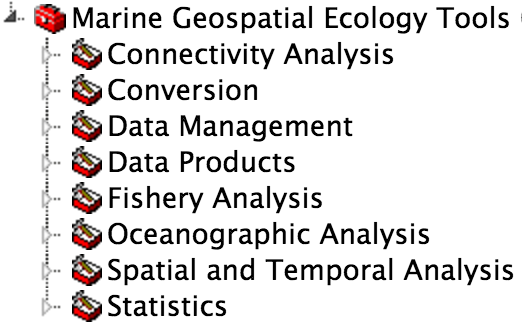 Marine Geospatial Ecology Tools
Connectivity Analysis
Conversion
Data Management
Data Products
Fishery Analysis
Oceanographic Analysis
Spatial and Temporal Analysis
Statistics